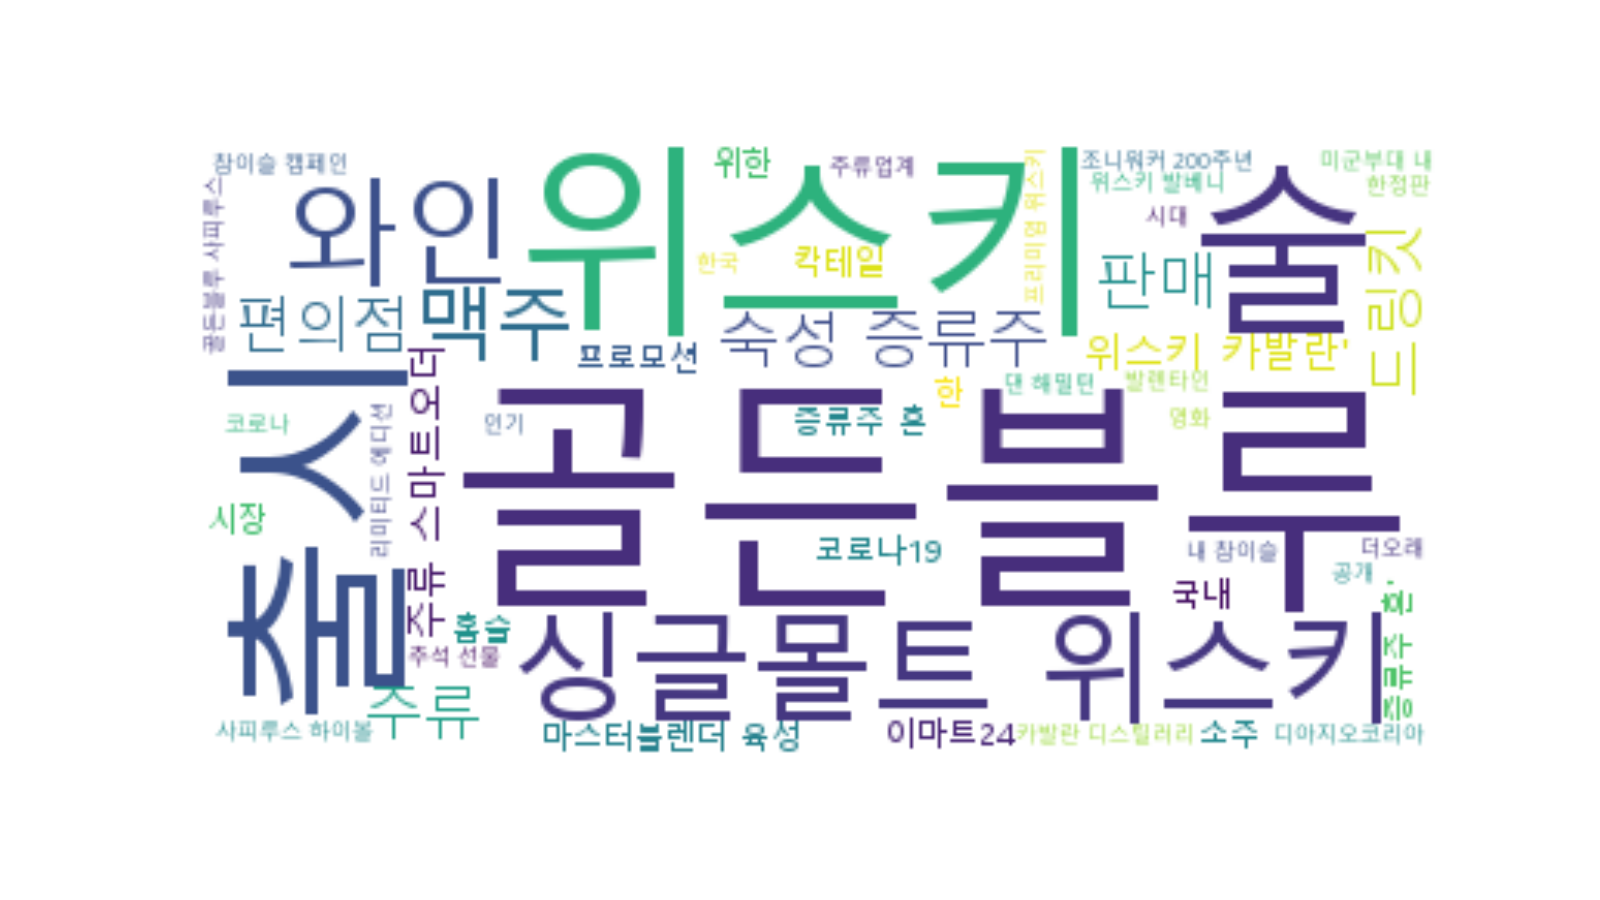 참이슬 캠페인
와인
위스키
위한
주류업계
조니워커 200주년
미군부대 내
위스키 발베니
한정판
시대
술
골든블루 사피루스
프리미엄 위스키
한국
칵테일
판매
드링킷
편의점
맥주
숙성 증류주
프로모션
위스키 카발란'
출시
주류 스마트오더
한
댄 해밀턴
발렌타인
코로나
리미티드 에디션
인기
증류주 혼
영화
골든블루
시장
코로나19
내 참이슬
더오래
공개
국내
증류주 혼'
홈술
추석 선물
싱글몰트 위스키
주류
사피루스 하이볼
마스터블렌더 육성
이마트24
카발란 디스틸러리
소주
디아지오코리아